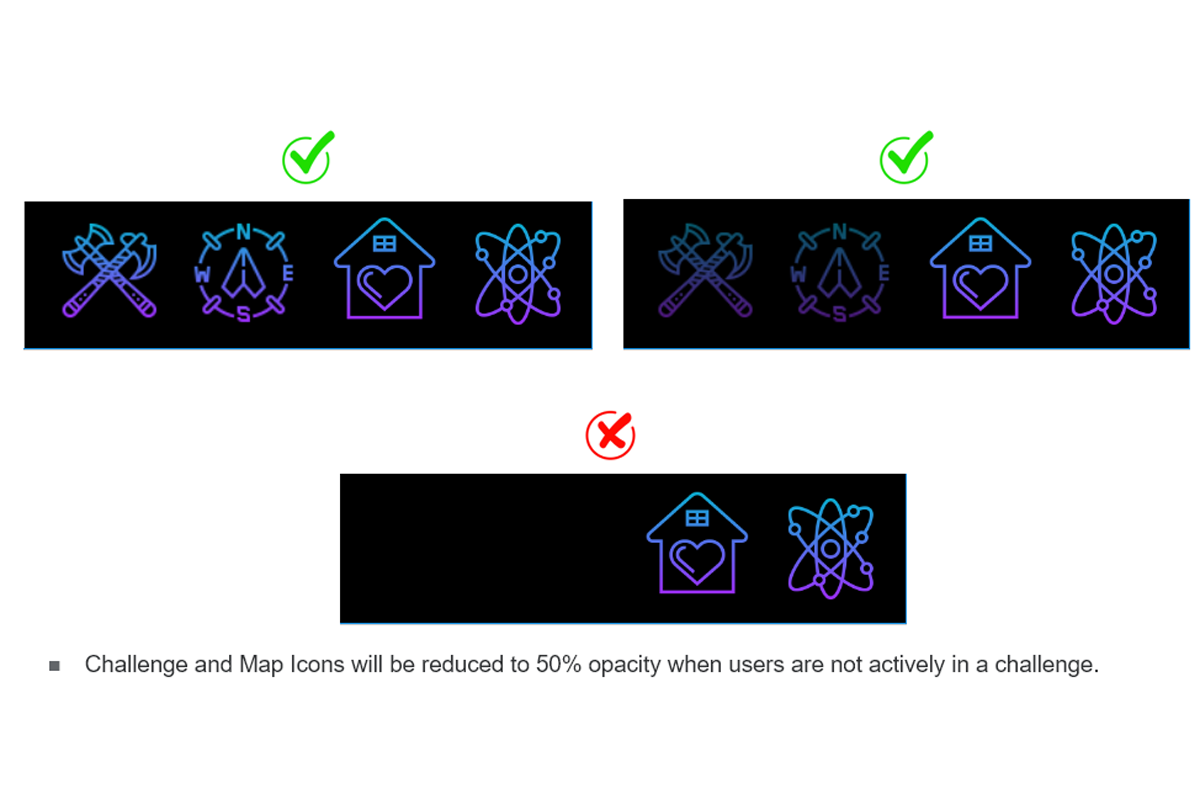 N
W E
S
N
W E
S
Challenge and Map Icons will be reduced to 50% opacity when users are not actively in a challenge.